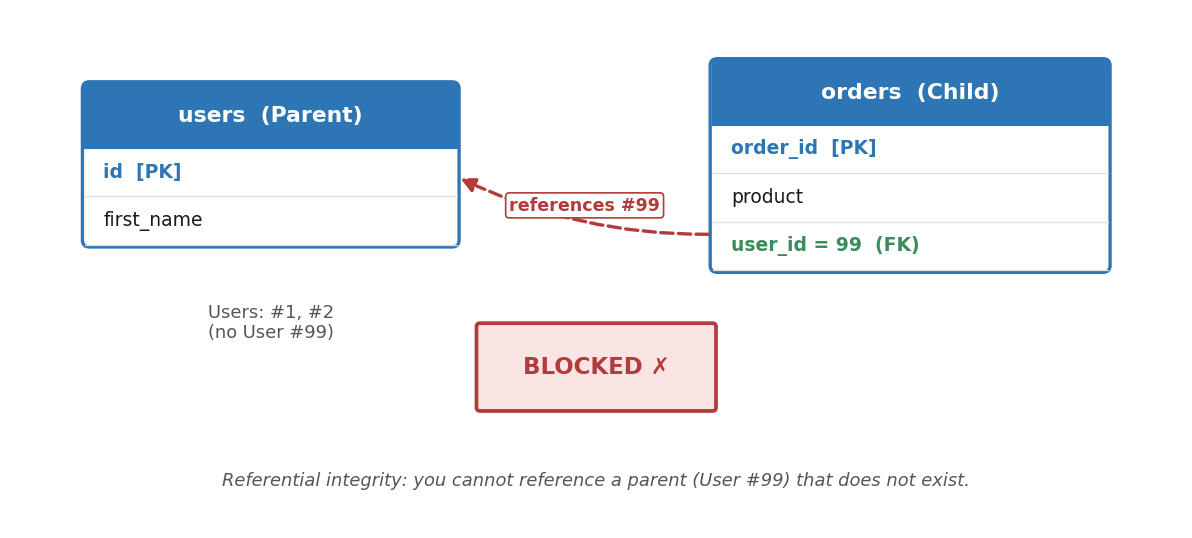 users (Parent)
id [PK]
first_name
orders (Child)
order_id [PK]
product
user_id = 99 (FK)
references #99
Users: #1, #2
(no User #99)
BLOCKED ✗
Referential integrity: you cannot reference a parent (User #99) that does not exist.